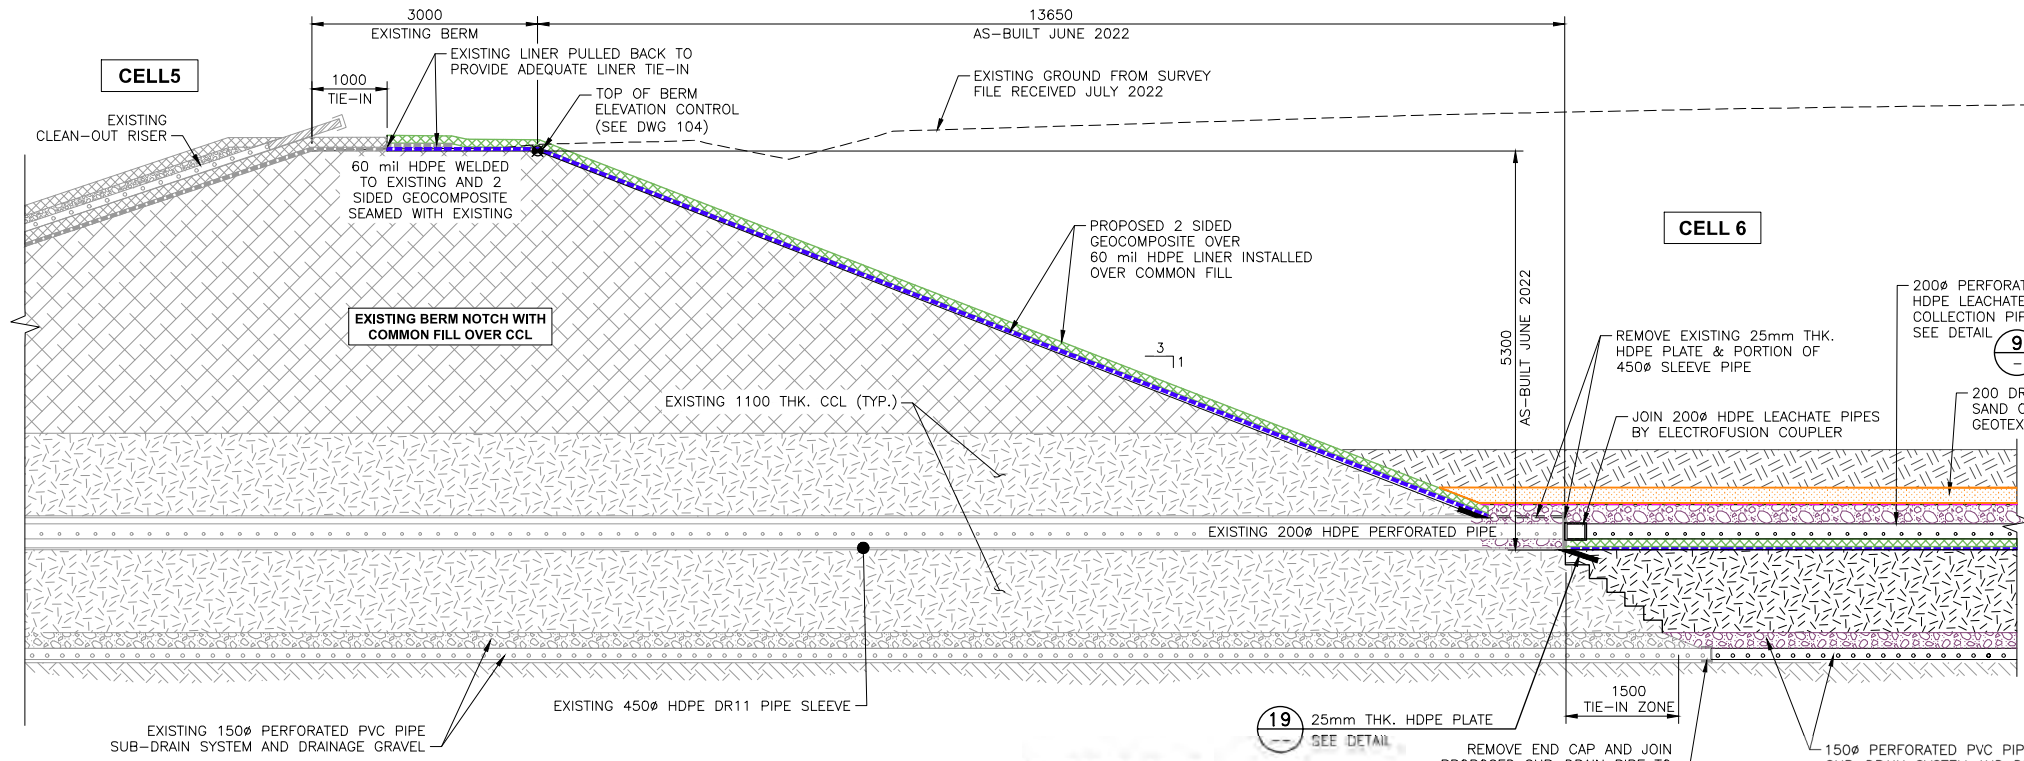 3000
EXISTING BERM
13650
AS-BUILT JUNE 2022
CELL5
EXISTING LINER PULLED BACK TO
PROVIDE ADEQUATE LINER TIE-IN
1000
TIE-IN
EXISTING
CLEAN-OUT RISER
TOP OF BERM
ELEVATION CONTROL
(SEE DWG 104)
EXISTING GROUND FROM SURVEY
FILE RECEIVED JULY 2022
60 mil HDPE WELDED
TO EXISTING AND 2
SIDED GEOCOMPOSITE
SEAMED WITH EXISTING
PROPOSED 2 SIDED
GEOCOMPOSITE OVER
60 mil HDPE LINER INSTALLED
OVER COMMON FILL
CELL 6
EXISTING BERM NOTCH WITH
COMMON FILL OVER CCL
3
1
5300
AS-BUILT JUNE 2022
200ø PERFORAT
HDPE LEACHATE
COLLECTION PIP
SEE DETAIL
9
-
REMOVE EXISTING 25mm THK.
HDPE PLATE & PORTION OF
450ø SLEEVE PIPE
EXISTING 1100 THK. CCL (TYP.)
JOIN 200ø HDPE LEACHATE PIPES
BY ELECTROFUSION COUPLER
200 DR
SAND
GEOTEX
EXISTING 200ø HDPE PERFORATED PIPE
EXISTING 450ø HDPE DR11 PIPE SLEEVE
EXISTING 150ø PERFORATED PVC PIPE
SUB-DRAIN SYSTEM AND DRAINAGE GRAVEL
1500
TIE-IN ZONE
19
--
25mm THK. HDPE PLATE
SEE DETAIL
REMOVE END CAP AND JOIN
150ø PERFORATED PVC PIP